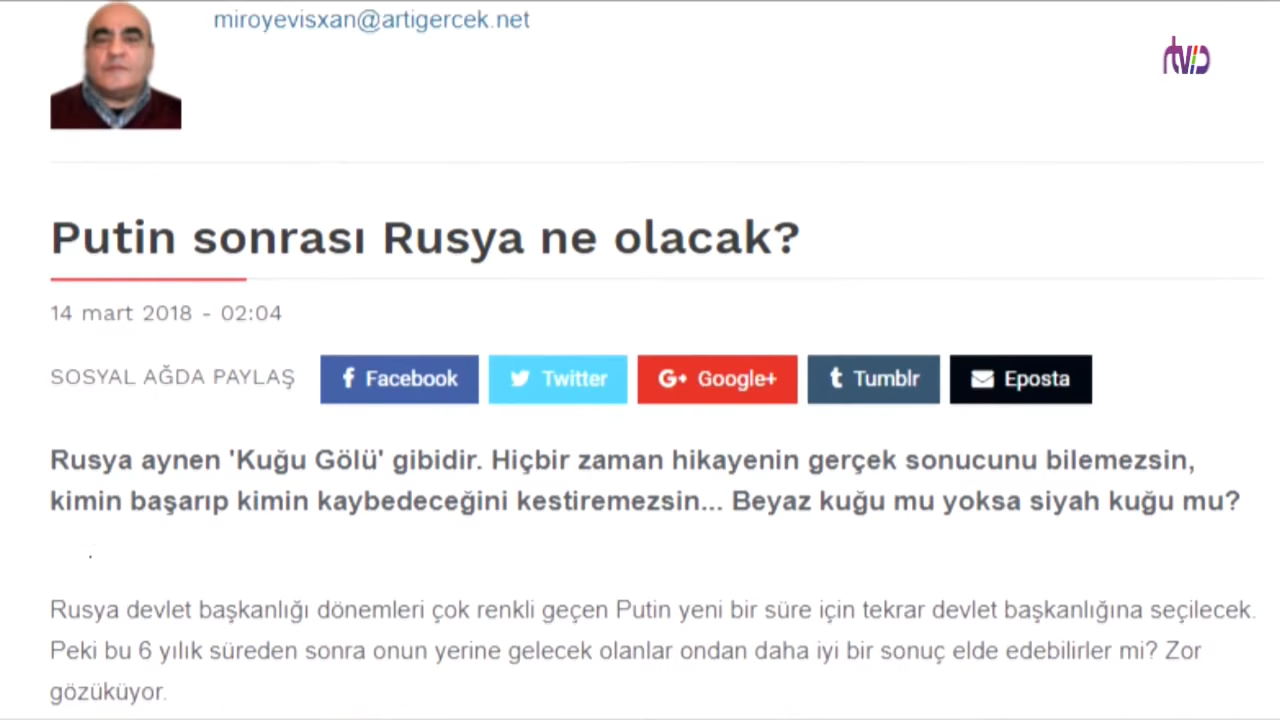 miroyevisxan@artigercek.net
Putin sonrası Rusya ne olacak?
14 mart 2018 - 02:04
SOSYAL AĞDA PAYLAŞ Facebook Twitter Google+ Tumblr Eposta
Rusya aynen 'Kuğu Gölü' gibidir. Hiçbir zaman hikayenin gerçek sonucunu bilemezsin,
kimin başarıp kimin kaybedeceğini kestiremezsin... Beyaz kuğu mu yoksa siyah kuğu mu?
.
Rusya devlet başkanlığı dönemleri çok renkli geçen Putin yeni bir süre için tekrar devlet başkanlığına seçilecek.
Peki bu 6 yılık süreden sonra onun yerine gelecek olanlar ondan daha iyi bir sonuç elde edebilirler mi? Zor
gözüküyor.